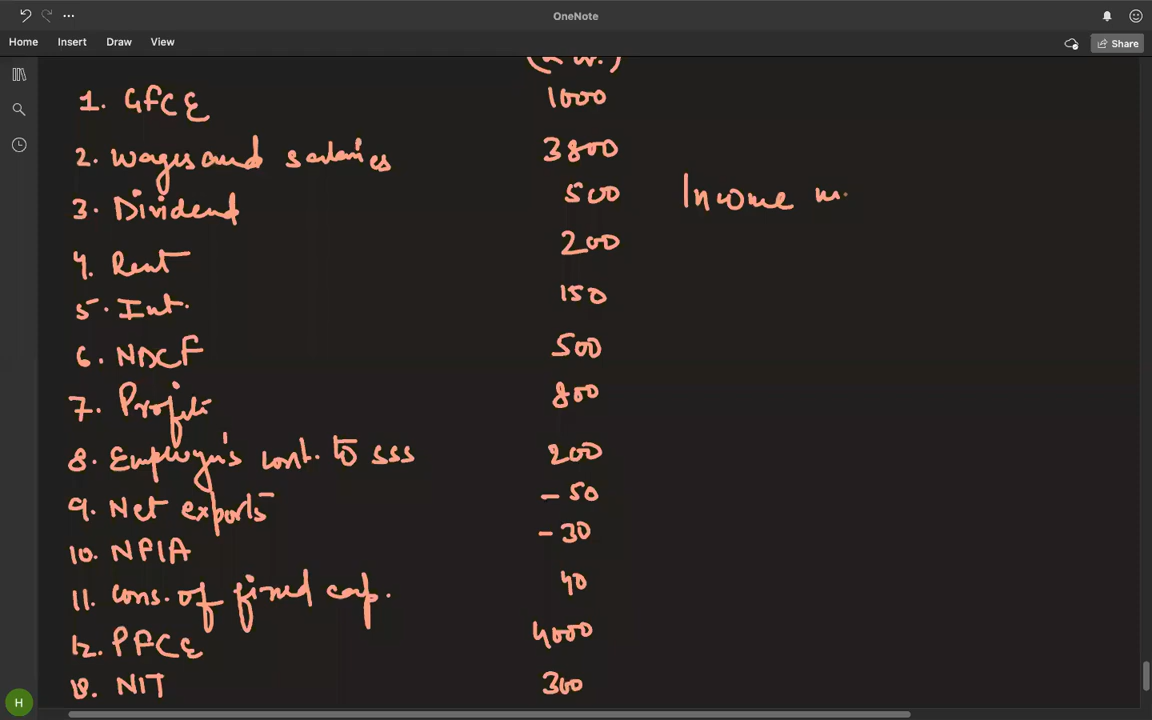 OneNote
Home Insert Draw View
Share
1. GFCE 1000
2. Wages and salaries 3800
3. Dividend 500
Income m
4. Rent 200
5. Int. 150
6. NDCF 500
7. Profits 800
8. Employer's cont. to SSS 200
9. Net exports - 50
10. NFIA - 30
11. Cons. of fixed cap. 40
12. PFCE 4000
13. NIT 300
H